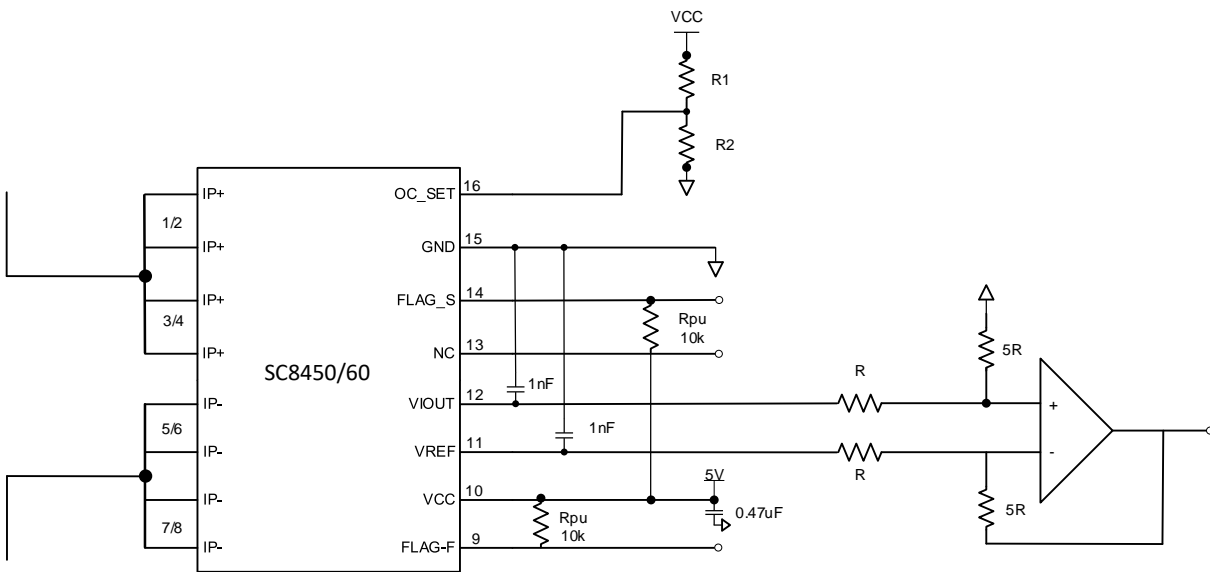 VCC
R1
R2
IP+
OC_SET
16
1/2
IP+
GND
15
IP+
FLAG_S
14
3/4
Rpu
10k
5R
IP+
NC
13
SC8450/60
1nF
R
IP-
VIOUT
12
+
5/6
1nF
IP-
VREF
11
R
-
5V
IP-
VCC
10
5R
7/8
Rpu
10k
0.47uF
IP-
FLAG-F
9